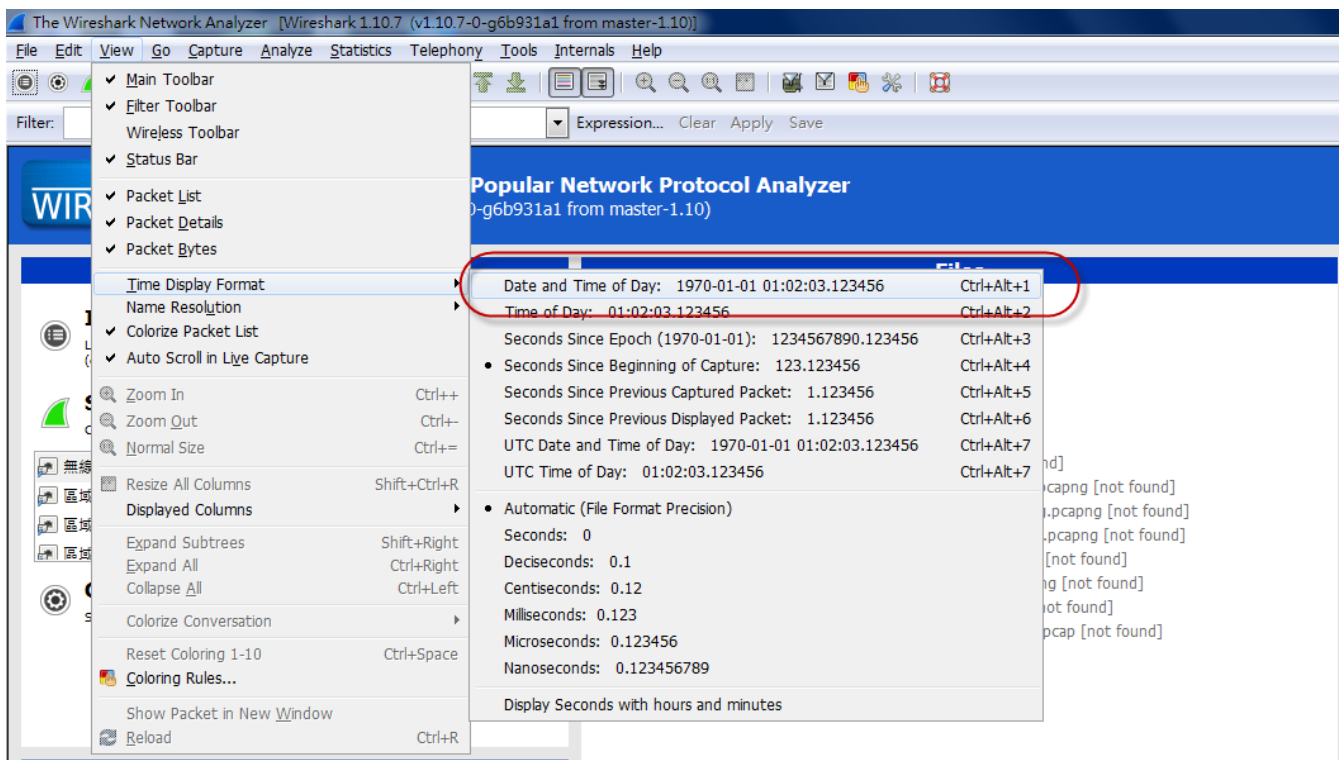 The Wireshark Network Analyzer [Wireshark 1.10.7 (v1.10.7-0-g6b931a1 from master-1.10)]
File Edit View Go Capture Analyze Statistics Telephony Tools Internals Help
Filter: Expression... Clear Apply Save
WIR
Popular Network Protocol Analyzer
0-g6b931a1 from master-1.10)
Main Toolbar
Filter Toolbar
Wireless Toolbar
Status Bar
Packet List
Packet Details
Packet Bytes
Time Display Format
Name Resolution
Colorize Packet List
Auto Scroll in Live Capture
Zoom In Ctrl++
Zoom Out Ctrl+-
Normal Size Ctrl+=
Resize All Columns Shift+Ctrl+R
Displayed Columns
Expand Subtrees Shift+Right
Expand All Ctrl+Right
Collapse All Ctrl+Left
Colorize Conversation
Reset Coloring 1-10 Ctrl+Space
Coloring Rules...
Show Packet in New Window
Reload Ctrl+R
Date and Time of Day: 1970-01-01 01:02:03.123456 Ctrl+Alt+1
Time of Day: 01:02:03.123456 Ctrl+Alt+2
Seconds Since Epoch (1970-01-01): 1234567890.123456 Ctrl+Alt+3
Seconds Since Beginning of Capture: 123.123456 Ctrl+Alt+4
Seconds Since Previous Captured Packet: 1.123456 Ctrl+Alt+5
Seconds Since Previous Displayed Packet: 1.123456 Ctrl+Alt+6
UTC Date and Time of Day: 1970-01-01 01:02:03.123456 Ctrl+Alt+7
UTC Time of Day: 01:02:03.123456 Ctrl+Alt+7
Automatic (File Format Precision)
Seconds: 0
Deciseconds: 0.1
Centiseconds: 0.12
Milliseconds: 0.123
Microseconds: 0.123456
Nanoseconds: 0.123456789
Display Seconds with hours and minutes
無線
區域
區域
區域
nd]
pcapng [not found]
g.pcapng [not found]
.pcapng [not found]
[not found]
ng [not found]
not found]
pcap [not found]